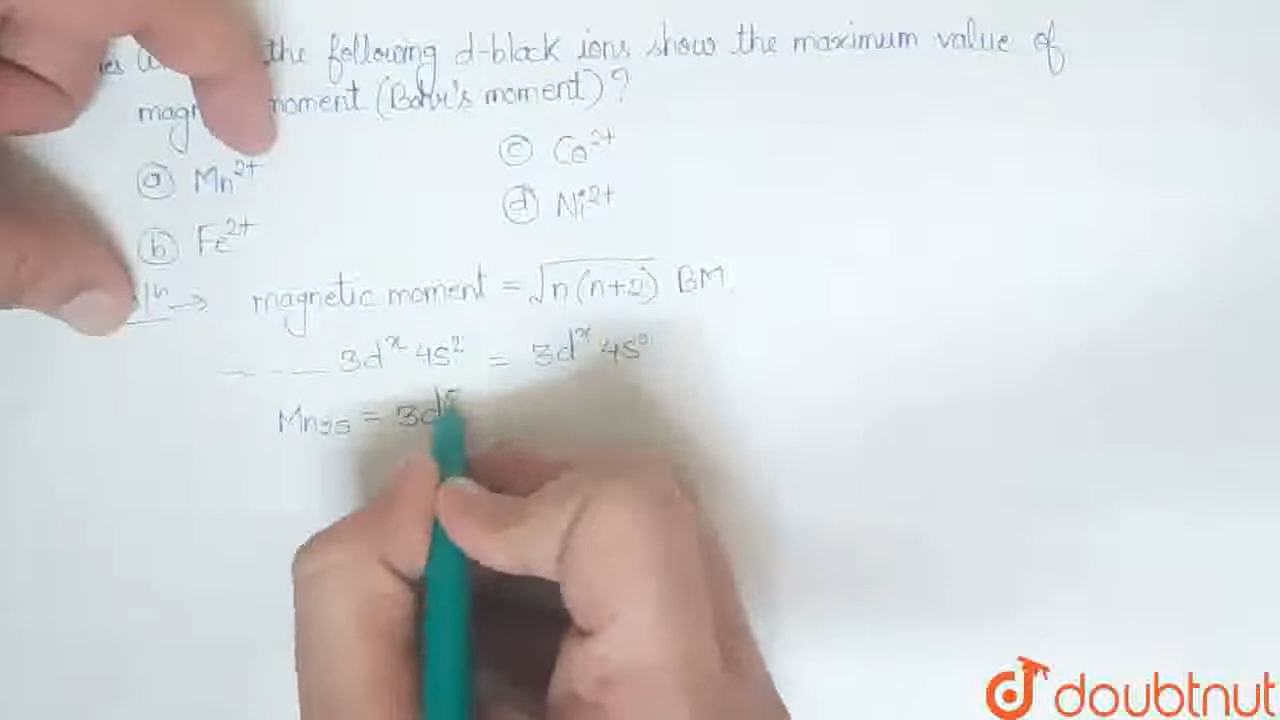 the following d-block ions show the maximum value of
moment (Bohr's moment)?
(a) Mn²⁺
(c) Co²⁺
(b) Fe²⁺
(d) Ni²⁺
→ magnetic moment = √n(n+2) BM
3dˣ 4s² = 3dˣ 4s⁰
Mn₂₅ = 3d⁵
doubtnut